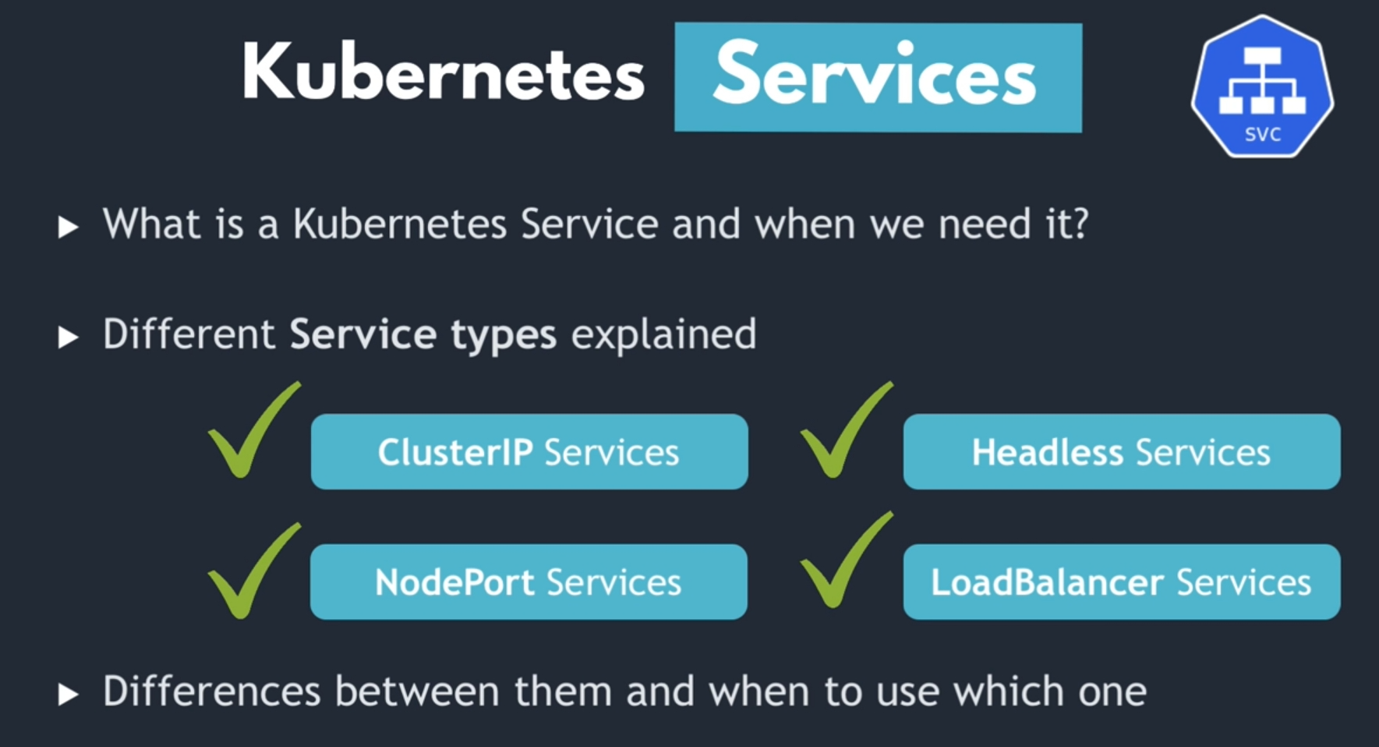 Kubernetes Services
svc
What is a Kubernetes Service and when we need it?
Different Service types explained
ClusterIP Services
Headless Services
NodePort Services
LoadBalancer Services
Differences between them and when to use which one